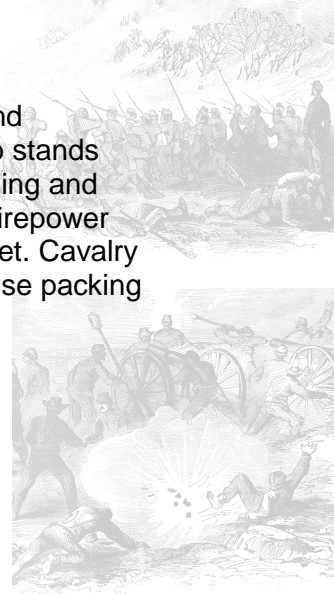 nd
o stands
ing and
irepower
et. Cavalry
se packing